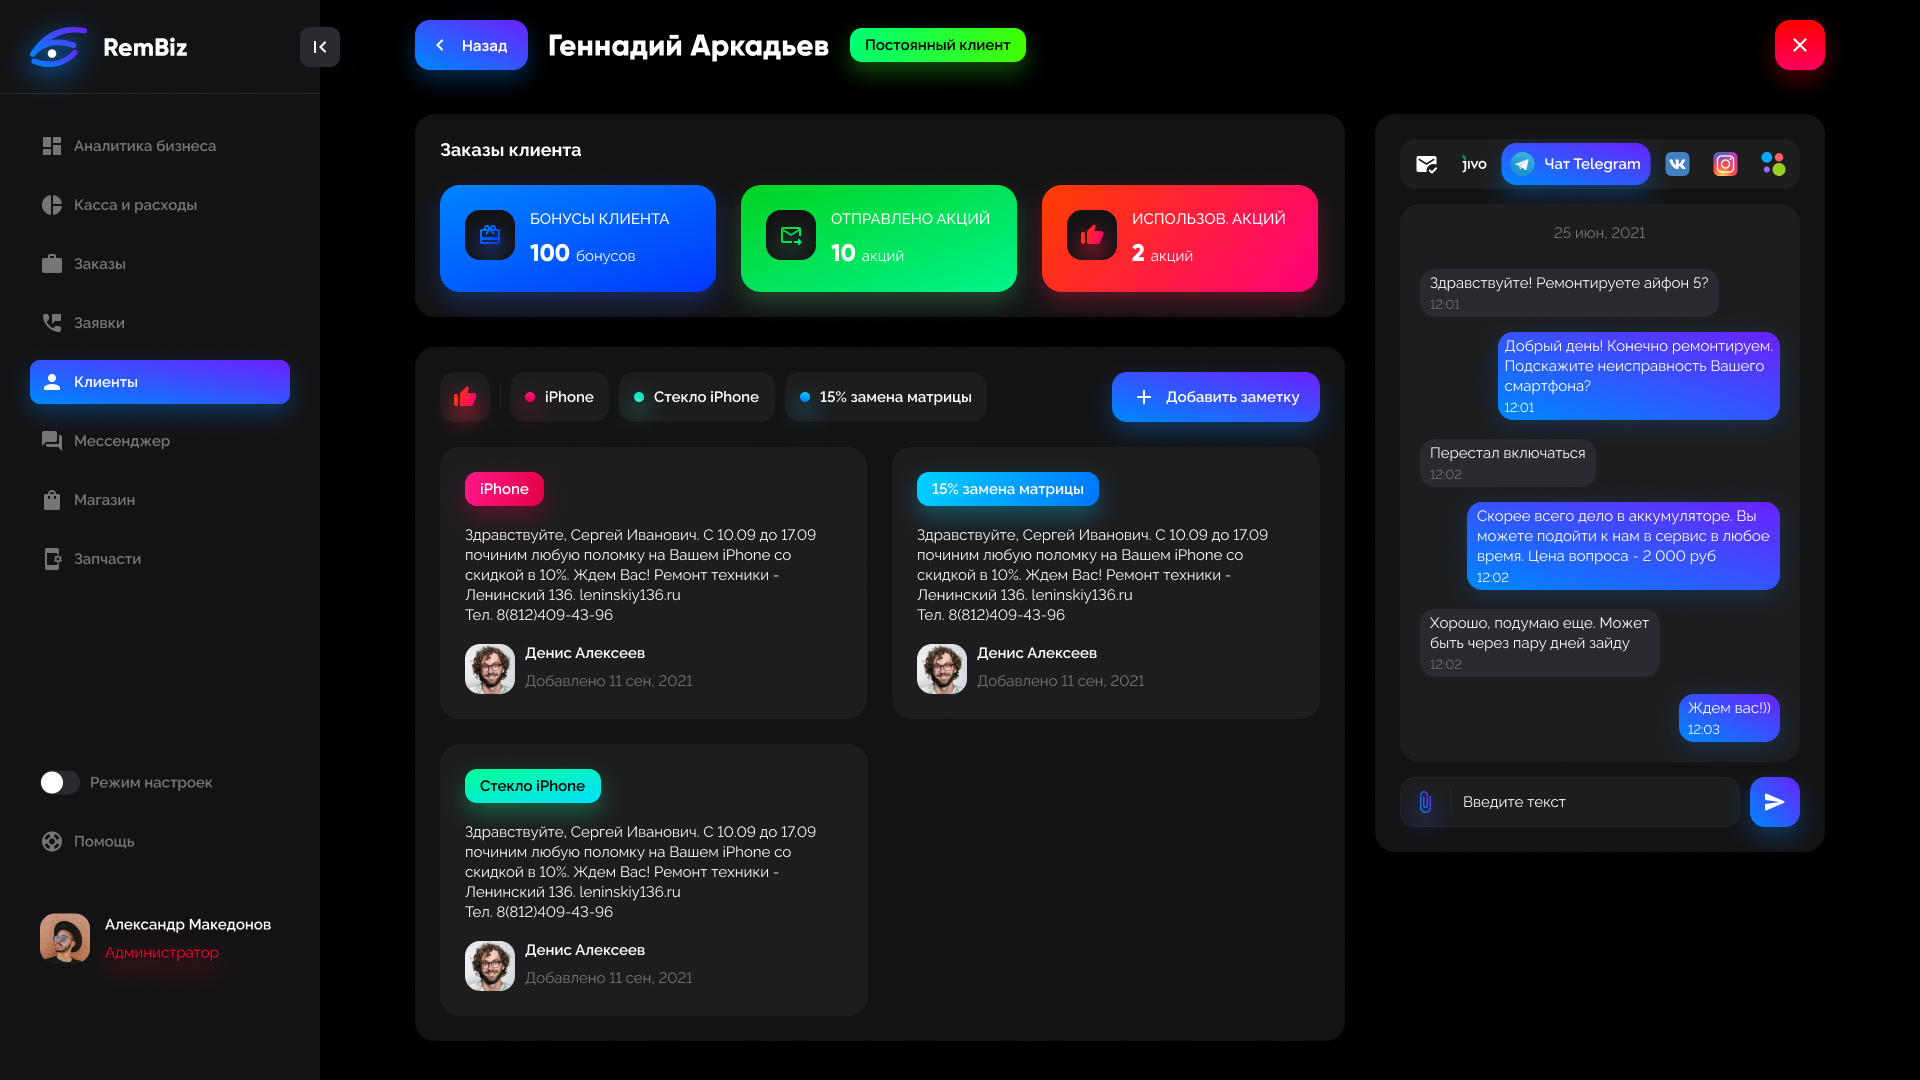 RemBiz
Аналитика бизнеса
Касса и расходы
Заказы
Заявки
Клиенты
Мессенджер
Магазин
Запчасти
Режим настроек
Помощь
Александр Македонов
Администратор
Назад
Геннадий Аркадьев
Постоянный клиент
Заказы клиента
БОНУСЫ КЛИЕНТА
100 бонусов
ОТПРАВЛЕНО АКЦИЙ
10 акций
ИСПОЛЬЗОВ. АКЦИЙ
2 акций
iPhone
Стекло iPhone
15% замена матрицы
Добавить заметку
iPhone
Здравствуйте, Сергей Иванович. С 10.09 до 17.09
починим любую поломку на Вашем iPhone со
скидкой в 10%. Ждем Вас! Ремонт техники -
Ленинский 136. leninskiy136.ru
Тел. 8(812)409-43-96
Денис Алексеев
Добавлено 11 сен, 2021
15% замена матрицы
Здравствуйте, Сергей Иванович. С 10.09 до 17.09
починим любую поломку на Вашем iPhone со
скидкой в 10%. Ждем Вас! Ремонт техники -
Ленинский 136. leninskiy136.ru
Тел. 8(812)409-43-96
Денис Алексеев
Добавлено 11 сен, 2021
Стекло iPhone
Здравствуйте, Сергей Иванович. С 10.09 до 17.09
починим любую поломку на Вашем iPhone со
скидкой в 10%. Ждем Вас! Ремонт техники -
Ленинский 136. leninskiy136.ru
Тел. 8(812)409-43-96
Денис Алексеев
Добавлено 11 сен, 2021
jivo
Чат Telegram
25 июн, 2021
Здравствуйте! Ремонтируете айфон 5?
12:01
Добрый день! Конечно ремонтируем.
Подскажите неисправность Вашего
смартфона?
12:01
Перестал включаться
12:02
Скорее всего дело в аккумуляторе. Вы
можете подойти к нам в сервис в любое
время. Цена вопроса - 2 000 руб
12:02
Хорошо, подумаю еще. Может
быть через пару дней зайду
12:02
Ждем вас!))
12:03
Введите текст